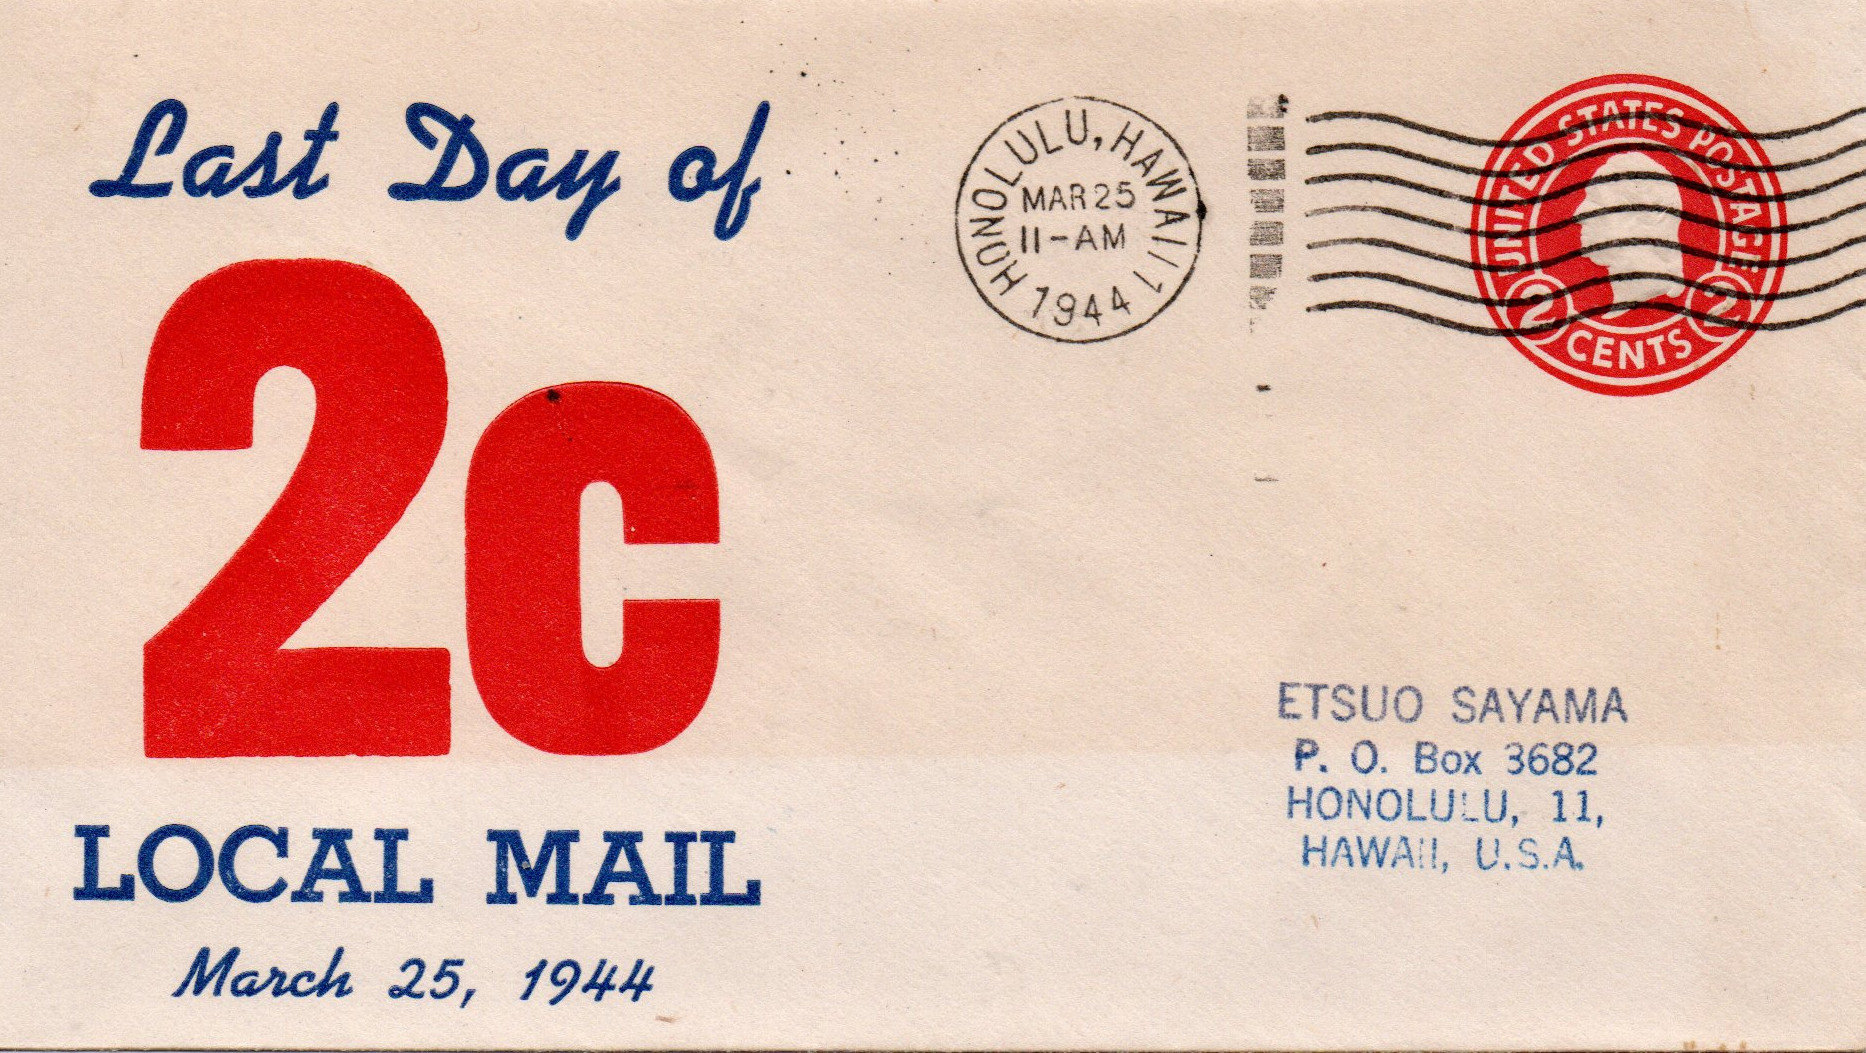 Last Day of
2c
LOCAL MAIL
March 25, 1944
HONOLULU, HAWAII 1
MAR 25
11-AM
1944
UNITED STATES POSTAGE
2 CENTS 2
ETSUO SAYAMA
P. O. Box 3682
HONOLULU, 11,
HAWAII, U.S.A.